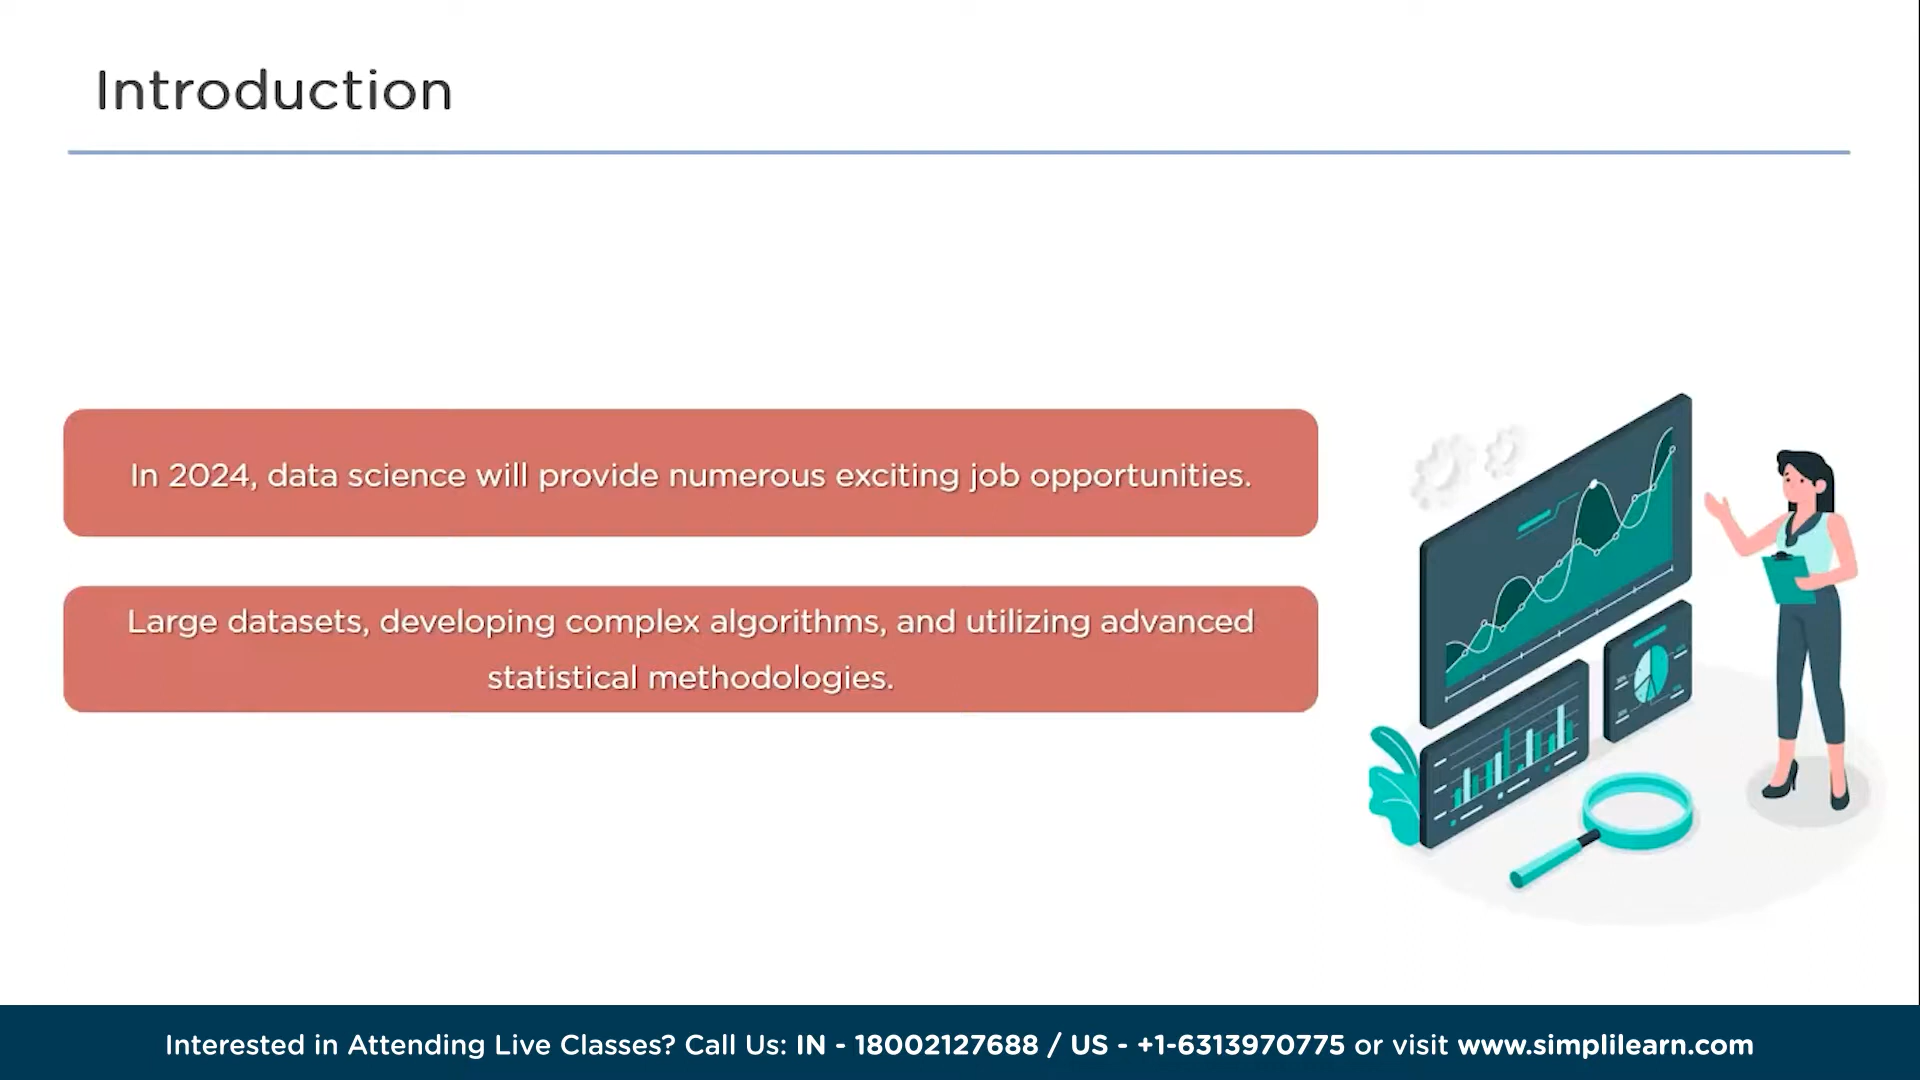 Introduction
In 2024, data science will provide numerous exciting job opportunities.
Large datasets, developing complex algorithms, and utilizing advanced
statistical methodologies.
Interested in Attending Live Classes? Call Us: IN - 18002127688 / US - +1-6313970775 or visit www.simplilearn.com